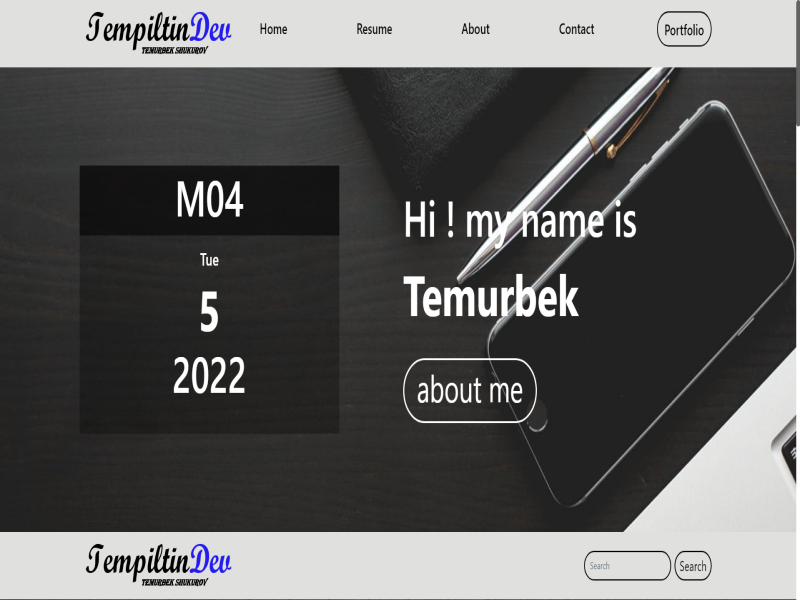 TempiltinDev
TEMURBEK SHUKUROV
Home
Resume
About
Contact
Portfolio
M04
Tue
5
2022
Hi ! my name is
Temurbek
about me
TempiltinDev
TEMURBEK SHUKUROV
Search
Search